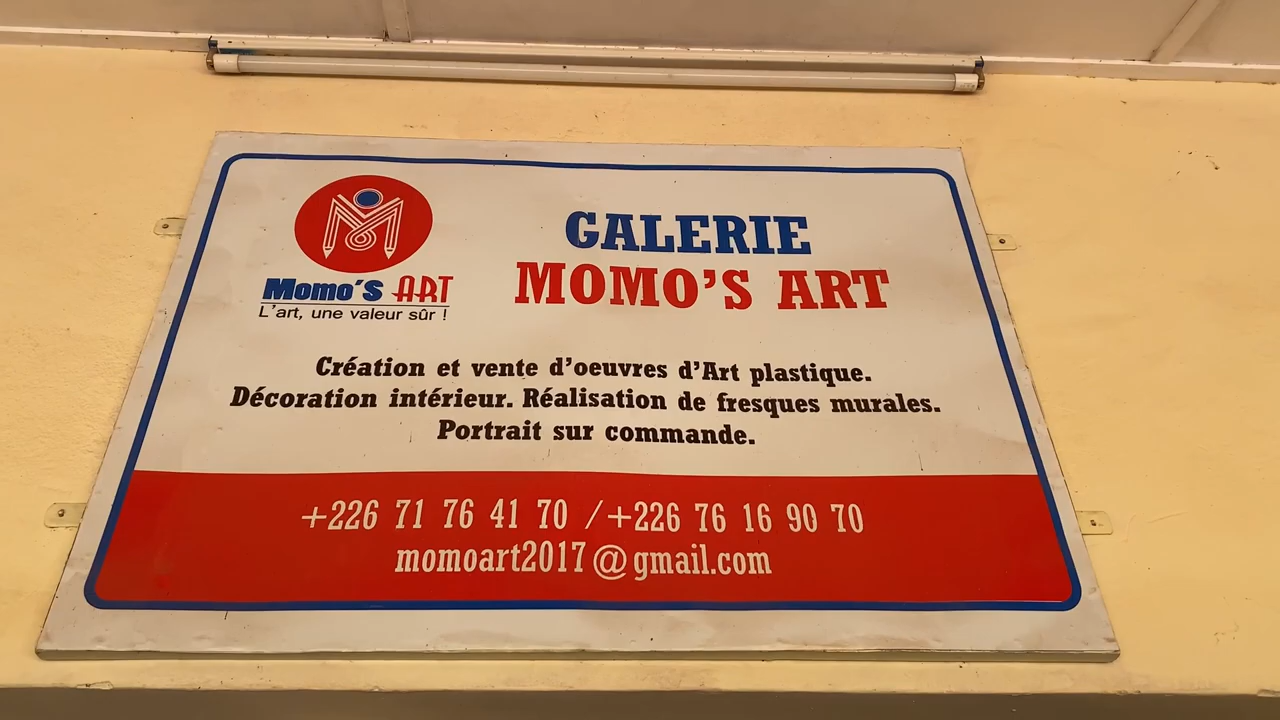 Momo'S ART
L'art, une valeur sûr !
GALERIE
MOMO'S ART
Création et vente d'oeuvres d'Art plastique.
Décoration intérieur. Réalisation de fresques murales.
Portrait sur commande.
+226 71 76 41 70 /+226 76 16 90 70
momoart2017@gmail.com